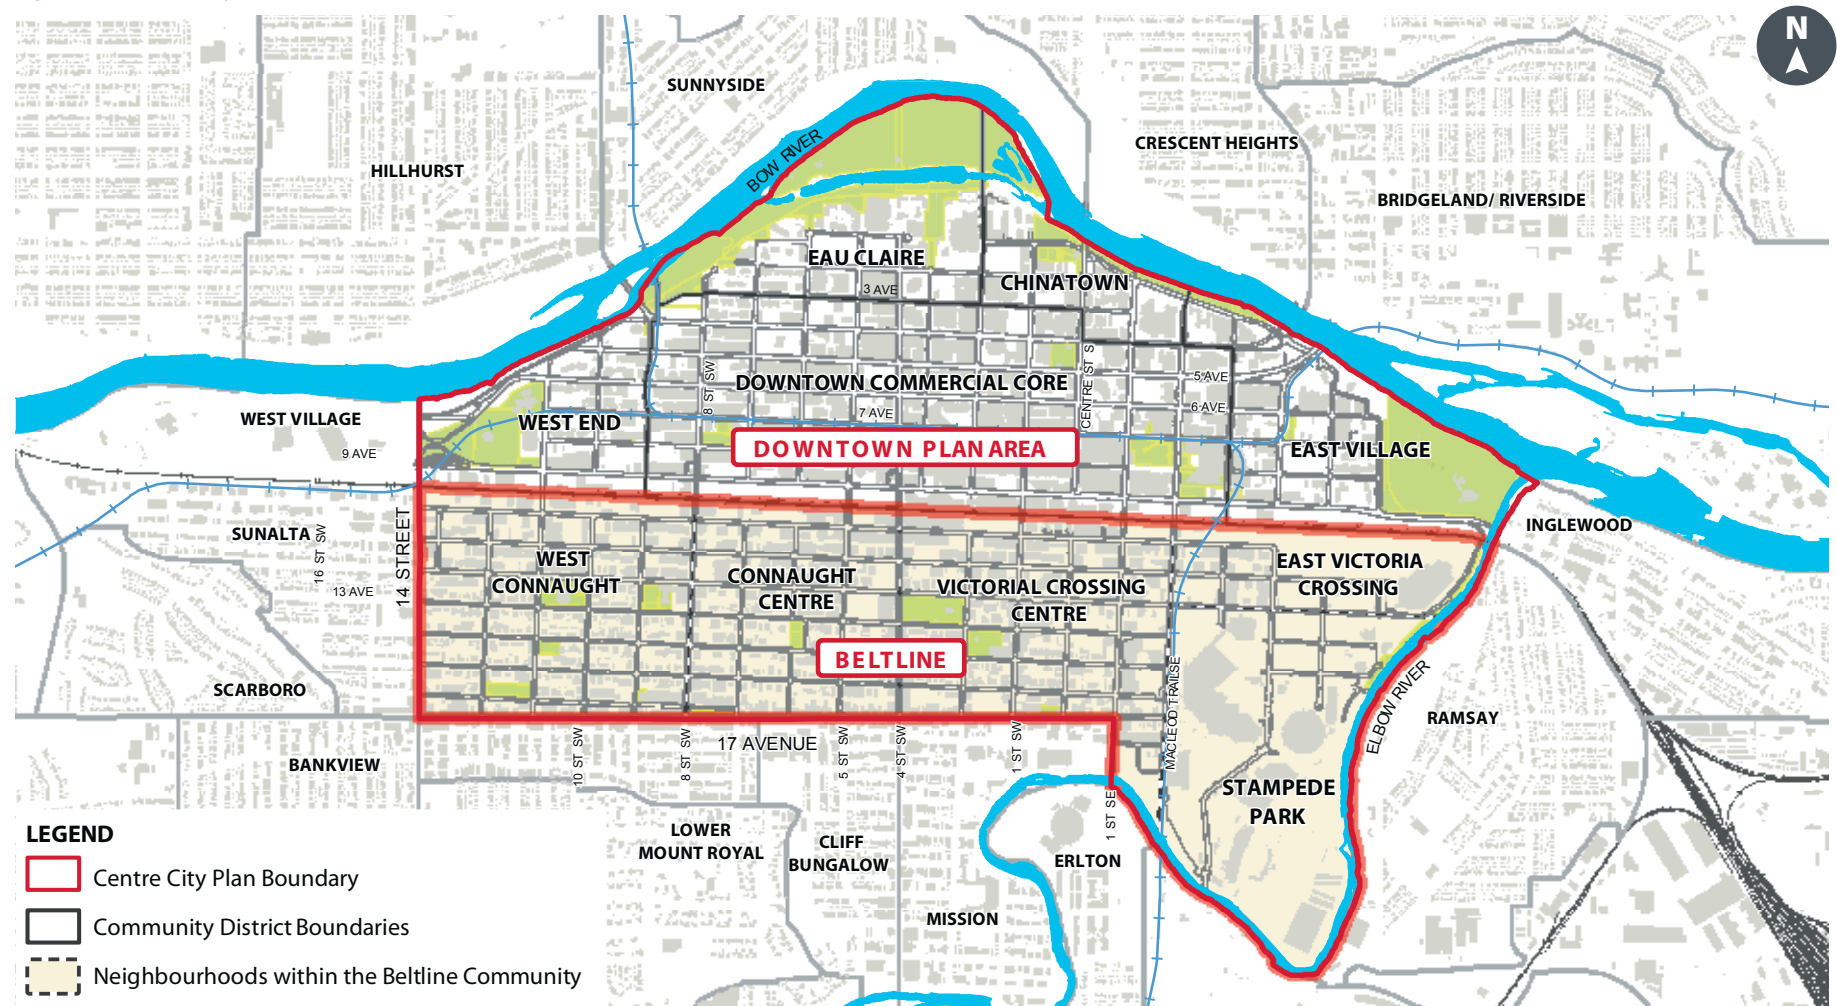 N
SUNNYSIDE
CRESCENT HEIGHTS
HILLHURST
BOW RIVER
BRIDGELAND/ RIVERSIDE
EAU CLAIRE
CHINATOWN
3 AVE
DOWNTOWN COMMERCIAL CORE
8 ST SW
CENTRE ST S
5 AVE
6 AVE
7 AVE
WEST VILLAGE
WEST END
9 AVE
DOWNTOWN PLAN AREA
EAST VILLAGE
INGLEWOOD
SUNALTA
16 ST SW
13 AVE
14 STREET
WEST
CONNAUGHT
CONNAUGHT
CENTRE
VICTORIAL CROSSING
CENTRE
EAST VICTORIA
CROSSING
BELTLINE
SCARBORO
MACLEOD TRAILSE
ELBOW RIVER
RAMSAY
BANKVIEW
10 ST SW
8 ST SW
17 AVENUE
5 ST SW
4 ST SW
1 ST SW
1 ST SE
STAMPEDE
PARK
LOWER
MOUNT ROYAL
CLIFF
BUNGALOW
ERLTON
MISSION
LEGEND
Centre City Plan Boundary
Community District Boundaries
Neighbourhoods within the Beltline Community